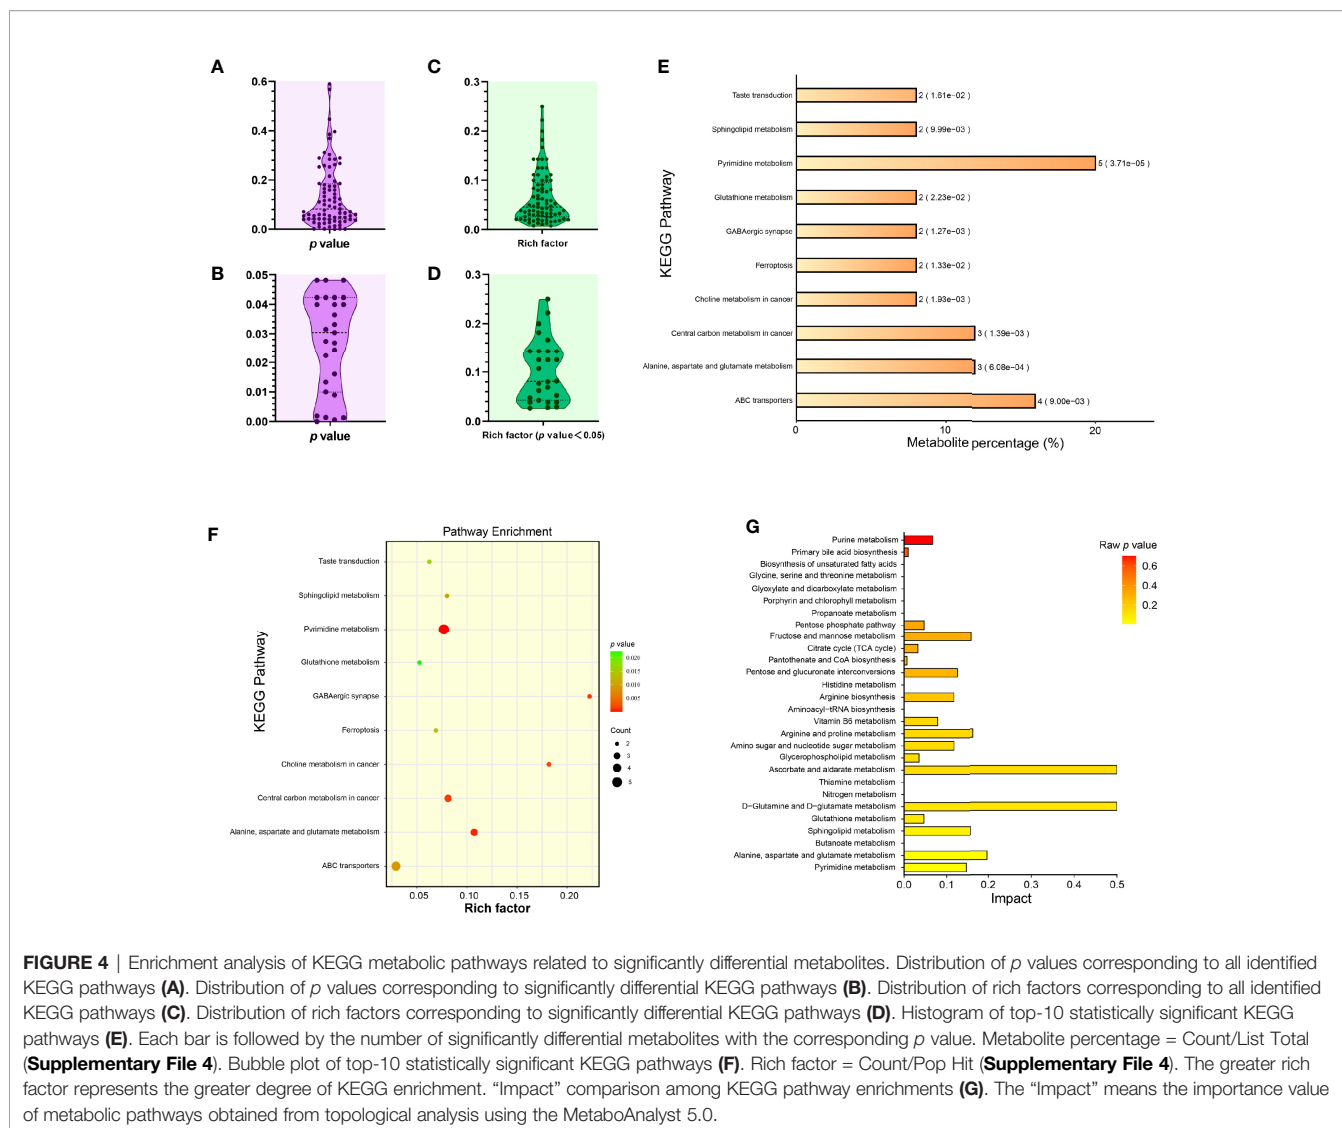 A
0.6
0.4
0.2
0.0
p value
B
0.05
0.04
0.03
0.02
0.01
0.00
p value
C
0.3
0.2
0.1
0.0
Rich factor
D
0.3
0.2
0.1
0.0
Rich factor (p value<0.05)
E
KEGG Pathway
Taste transduction 2 ( 1.61e-02)
Sphingolipid metabolism 2 ( 9.99e-03)
Pyrimidine metabolism 5 ( 3.71e-05 )
Glutathione metabolism 2 ( 2.23e-02)
GABAergic synapse 2 ( 1.27e-03)
Ferroptosis 2 ( 1.33e-02)
Choline metabolism in cancer 2 ( 1.93e-03)
Central carbon metabolism in cancer 3 ( 1.39e-03)
Alanine, aspartate and glutamate metabolism 3 ( 6.08e-04)
ABC transporters 4 ( 9.00e-03)
0 10 20
Metabolite percentage (%)
F
Pathway Enrichment
KEGG Pathway
Taste transduction
Sphingolipid metabolism
Pyrimidine metabolism
Glutathione metabolism
GABAergic synapse
Ferroptosis
Choline metabolism in cancer
Central carbon metabolism in cancer
Alanine, aspartate and glutamate metabolism
ABC transporters
0.05 0.10 0.15 0.20
Rich factor
p value
0.020
0.015
0.010
0.005
Count
2
3
4
5
G
Purine metabolism
Primary bile acid biosynthesis
Biosynthesis of unsaturated fatty acids
Glycine, serine and threonine metabolism
Glyoxylate and dicarboxylate metabolism
Porphyrin and chlorophyll metabolism
Propanoate metabolism
Pentose phosphate pathway
Fructose and mannose metabolism
Citrate cycle (TCA cycle)
Pantothenate and CoA biosynthesis
Pentose and glucuronate interconversions
Histidine metabolism
Arginine biosynthesis
Aminoacyl-tRNA biosynthesis
Vitamin B6 metabolism
Arginine and proline metabolism
Amino sugar and nucleotide sugar metabolism
Glycerophospholipid metabolism
Ascorbate and aldarate metabolism
Thiamine metabolism
Nitrogen metabolism
D-Glutamine and D-glutamate metabolism
Glutathione metabolism
Sphingolipid metabolism
Butanoate metabolism
Alanine, aspartate and glutamate metabolism
Pyrimidine metabolism
0.0 0.1 0.2 0.3 0.4 0.5
Impact
Raw p value
0.6
0.4
0.2
FIGURE 4 | Enrichment analysis of KEGG metabolic pathways related to significantly differential metabolites. Distribution of p values corresponding to all identified
KEGG pathways (A). Distribution of p values corresponding to significantly differential KEGG pathways (B). Distribution of rich factors corresponding to all identified
KEGG pathways (C). Distribution of rich factors corresponding to significantly differential KEGG pathways (D). Histogram of top-10 statistically significant KEGG
pathways (E). Each bar is followed by the number of significantly differential metabolites with the corresponding p value. Metabolite percentage = Count/List Total
(Supplementary File 4). Bubble plot of top-10 statistically significant KEGG pathways (F). Rich factor = Count/Pop Hit (Supplementary File 4). The greater rich
factor represents the greater degree of KEGG enrichment. “Impact” comparison among KEGG pathway enrichments (G). The “Impact” means the importance value
of metabolic pathways obtained from topological analysis using the MetaboAnalyst 5.0.